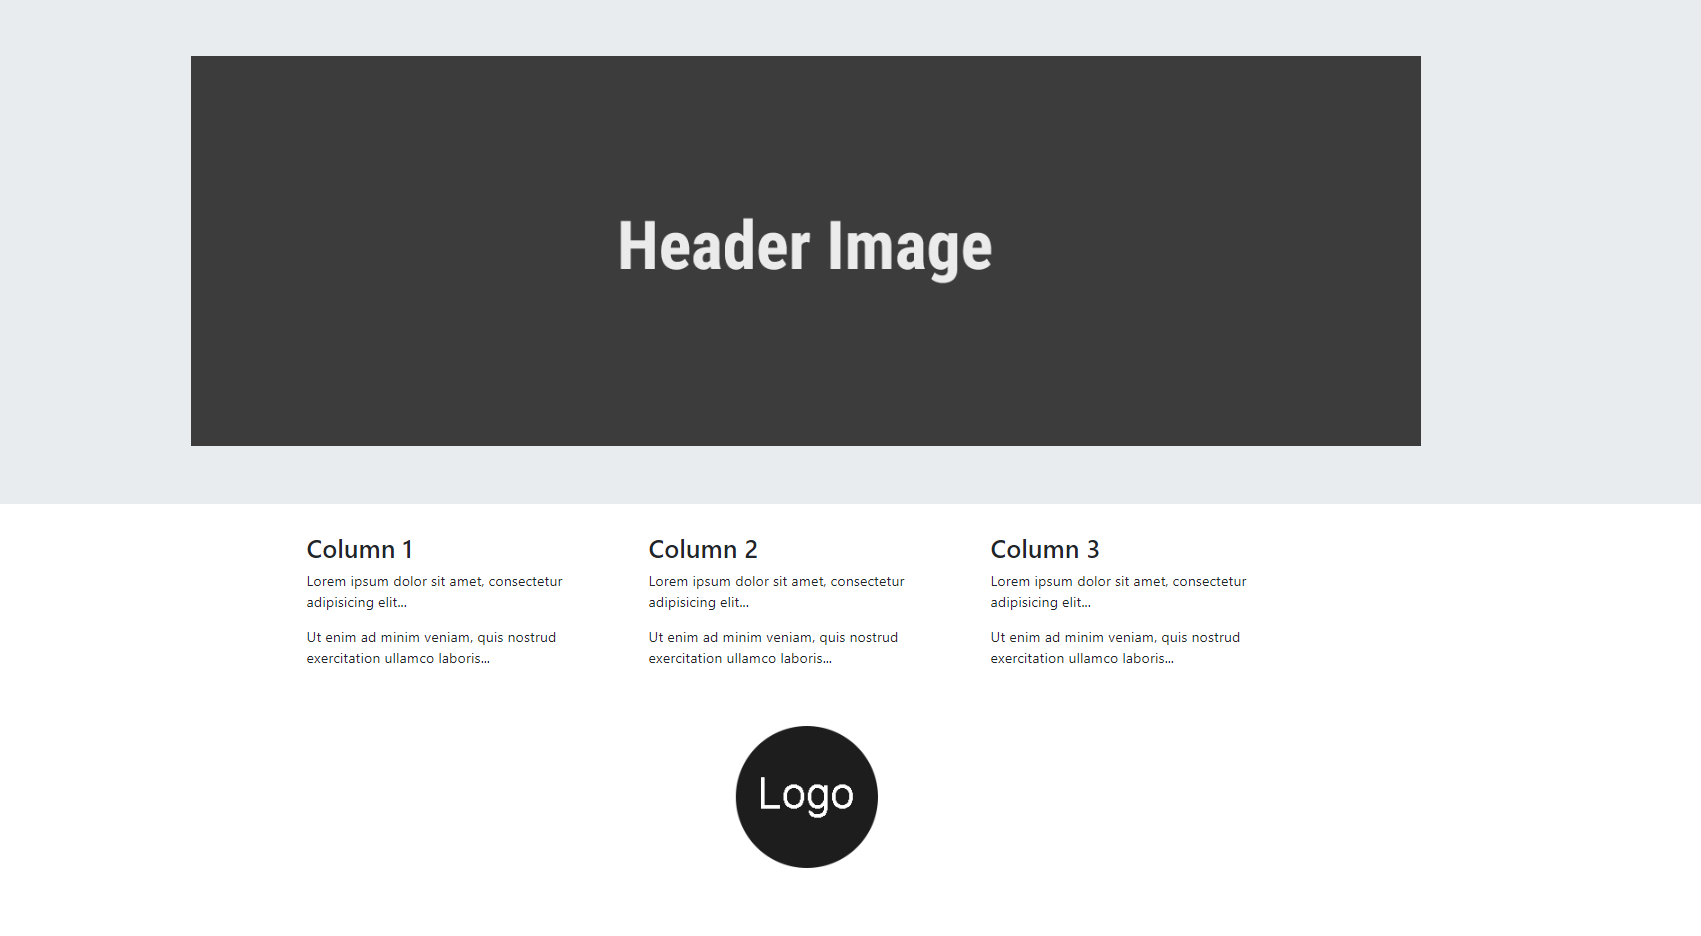 Header Image
Column 1
Lorem ipsum dolor sit amet, consectetur
adipisicing elit...
Ut enim ad minim veniam, quis nostrud
exercitation ullamco laboris...
Column 2
Lorem ipsum dolor sit amet, consectetur
adipisicing elit...
Ut enim ad minim veniam, quis nostrud
exercitation ullamco laboris...
Column 3
Lorem ipsum dolor sit amet, consectetur
adipisicing elit...
Ut enim ad minim veniam, quis nostrud
exercitation ullamco laboris...
Logo